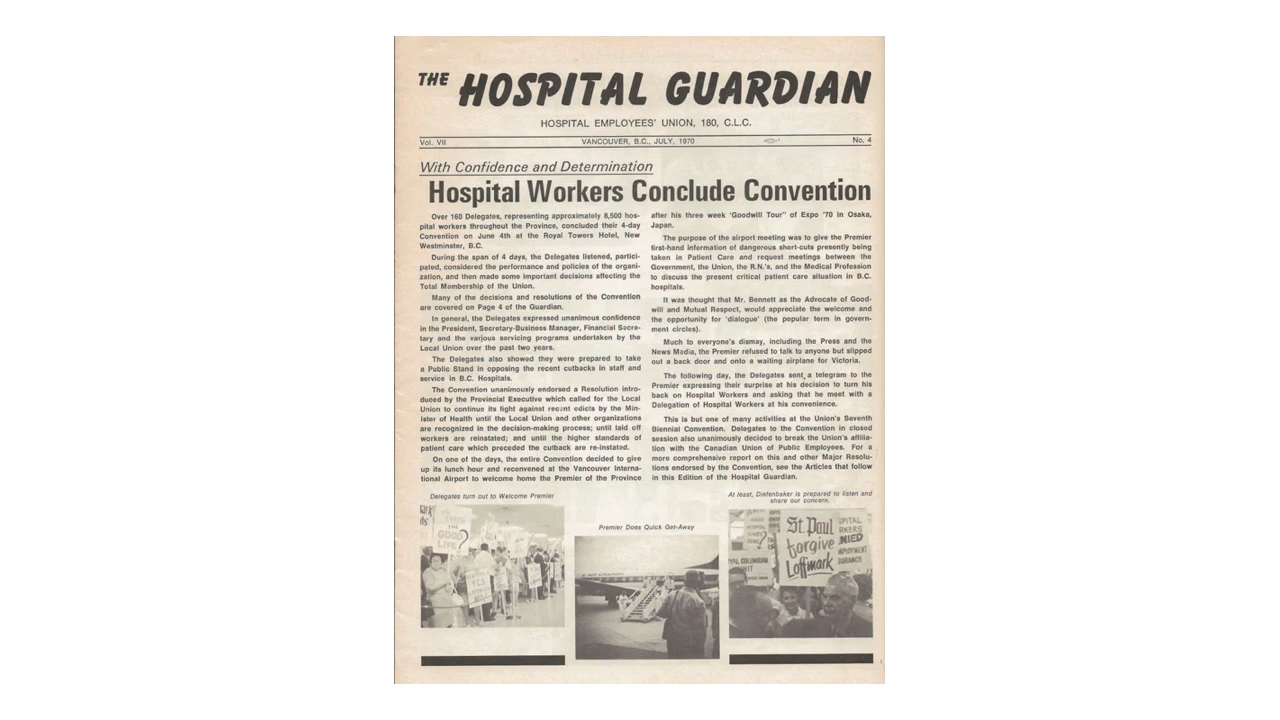 THE HOSPITAL GUARDIAN
HOSPITAL EMPLOYEES' UNION, 180, C.L.C.
Vol. VII VANCOUVER, B.C., JULY, 1970 No. 4
With Confidence and Determination
Hospital Workers Conclude Convention
Over 160 Delegates, representing approximately 8,500 hos-
pital workers throughout the Province, concluded their 4-day
Convention on June 4th at the Royal Towers Hotel, New
Westminster, B.C.
During the span of 4 days, the Delegates listened, partici-
pated, considered the performance and policies of the organi-
zation, and then made some important decisions affecting the
Total Membership of the Union.
Many of the decisions and resolutions of the Convention
are covered on Page 4 of the Guardian.
In general, the Delegates expressed unanimous confidence
in the President, Secretary-Business Manager, Financial Secre-
tary and the various servicing programs undertaken by the
Local Union over the past two years.
The Delegates also showed they were prepared to take
a Public Stand in opposing the recent cutbacks in staff and
service in B.C. Hospitals.
The Convention unanimously endorsed a Resolution intro-
duced by the Provincial Executive which called for the Local
Union to continue its fight against recent edicts by the Min-
ister of Health until the Local Union and other organizations
are recognized in the decision-making process; until laid off
workers are reinstated; and until the higher standards of
patient care which preceded the cutback are re-instated.
On one of the days, the entire Convention decided to give
up its lunch hour and reconvened at the Vancouver Interna-
tional Airport to welcome home the Premier of the Province
after his three week 'Goodwill Tour" of Expo '70 in Osaka,
Japan.
The purpose of the airport meeting was to give the Premier
first-hand information of dangerous short-cuts presently being
taken in Patient Care and request meetings between the
Government, the Union, the R.N.'s, and the Medical Profession
to discuss the present critical patient care situation in B.C.
hospitals.
It was thought that Mr. Bennett as the Advocate of Good-
will and Mutual Respect, would appreciate the welcome and
the opportunity for 'dialogue' (the popular term in govern-
ment circles).
Much to everyone's dismay, including the Press and the
News Media, the Premier refused to talk to anyone but slipped
out a back door and onto a waiting airplane for Victoria.
The following day, the Delegates sent a telegram to the
Premier expressing their surprise at his decision to turn his
back on Hospital Workers and asking that he meet with a
Delegation of Hospital Workers at his convenience.
This is but one of many activities at the Union's Seventh
Biennial Convention. Delegates to the Convention in closed
session also unanimously decided to break the Union's affilia-
tion with the Canadian Union of Public Employees. For a
more comprehensive report on this and other Major Resolu-
tions endorsed by the Convention, see the Articles that follow
in this Edition of the Hospital Guardian.
Delegates turn out to Welcome Premier
THE
GOOD
LIFE?
Premier Does Quick Get-Away
At least, Diefenbaker is prepared to listen and
share our concern.
St. Paul
forgive
Loffmark